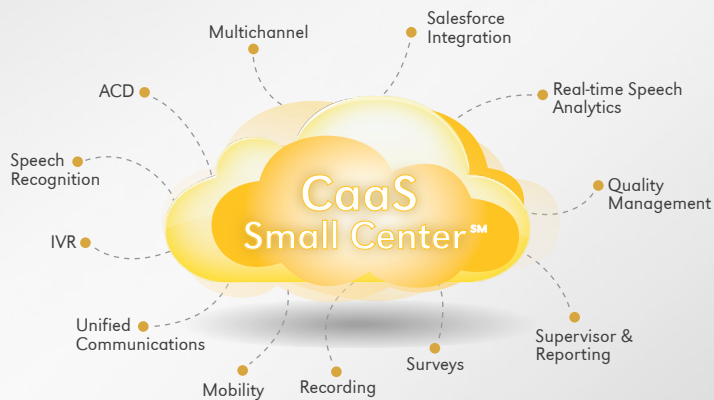 Multichannel
Salesforce
Integration
ACD
Real-time Speech
Analytics
Speech
Recognition
CaaS
Small Center℠
Quality
Management
IVR
Unified
Communications
Supervisor &
Reporting
Mobility
Recording
Surveys